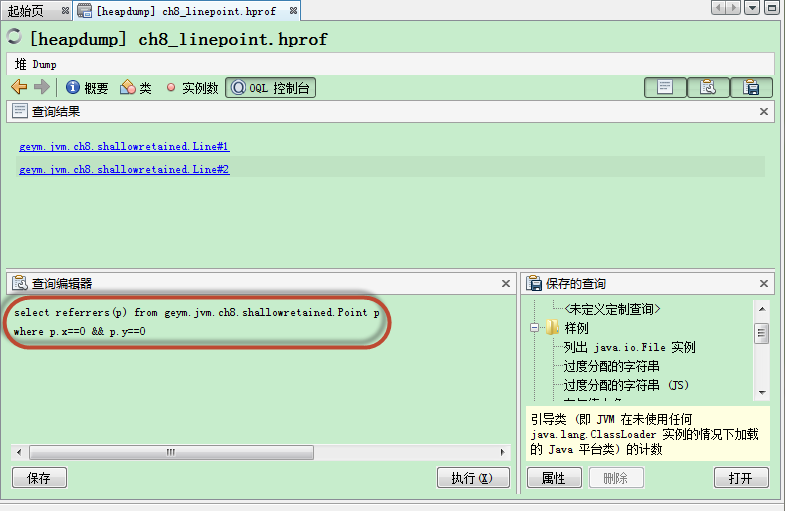 起始页
[heapdump] ch8_linepoint.hprof
[heapdump] ch8_linepoint.hprof
堆 Dump
概要
类
实例数
OQL 控制台
查询结果
geym.jvm.ch8.shallowretained.Line#1
geym.jvm.ch8.shallowretained.Line#2
查询编辑器
select referrers(p) from geym.jvm.ch8.shallowretained.Point p
where p.x==0 && p.y==0
保存
执行(X)
保存的查询
<未定义定制查询>
样例
列出 java.io.File 实例
过度分配的字符串
过度分配的字符串 (JS)
引导类 (即 JVM 在未使用任何
java.lang.ClassLoader 实例的情况下加载
的 Java 平台类) 的计数
属性
删除
打开